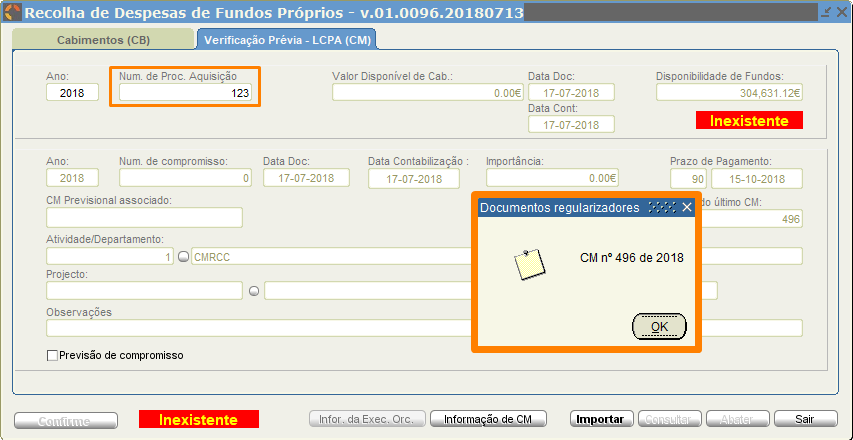 Recolha de Despesas de Fundos Próprios - v.01.0096.20180713
Cabimentos (CB) Verificação Prévia - LCPA (CM)
Ano: Num. de Proc. Aquisição Valor Disponível de Cab.: Data Doc: Disponibilidade de Fundos:
2018 123 0.00€ 17-07-2018 304,631.12€
Data Cont:
17-07-2018 Inexistente
Ano: Num. de compromisso: Data Doc: Data Contabilização : Importância: Prazo de Pagamento:
2018 0 17-07-2018 17-07-2018 0.00€ 90 15-10-2018
CM Previsional associado: Documentos regularizadores do último CM:
496
Atividade/Departamento:
1 CMRCC CM nº 496 de 2018
Projecto:
Observações
OK
Previsão de compromisso
Confirme Inexistente Infor. da Exec. Orc. Informação de CM Importar Consultar Abater Sair